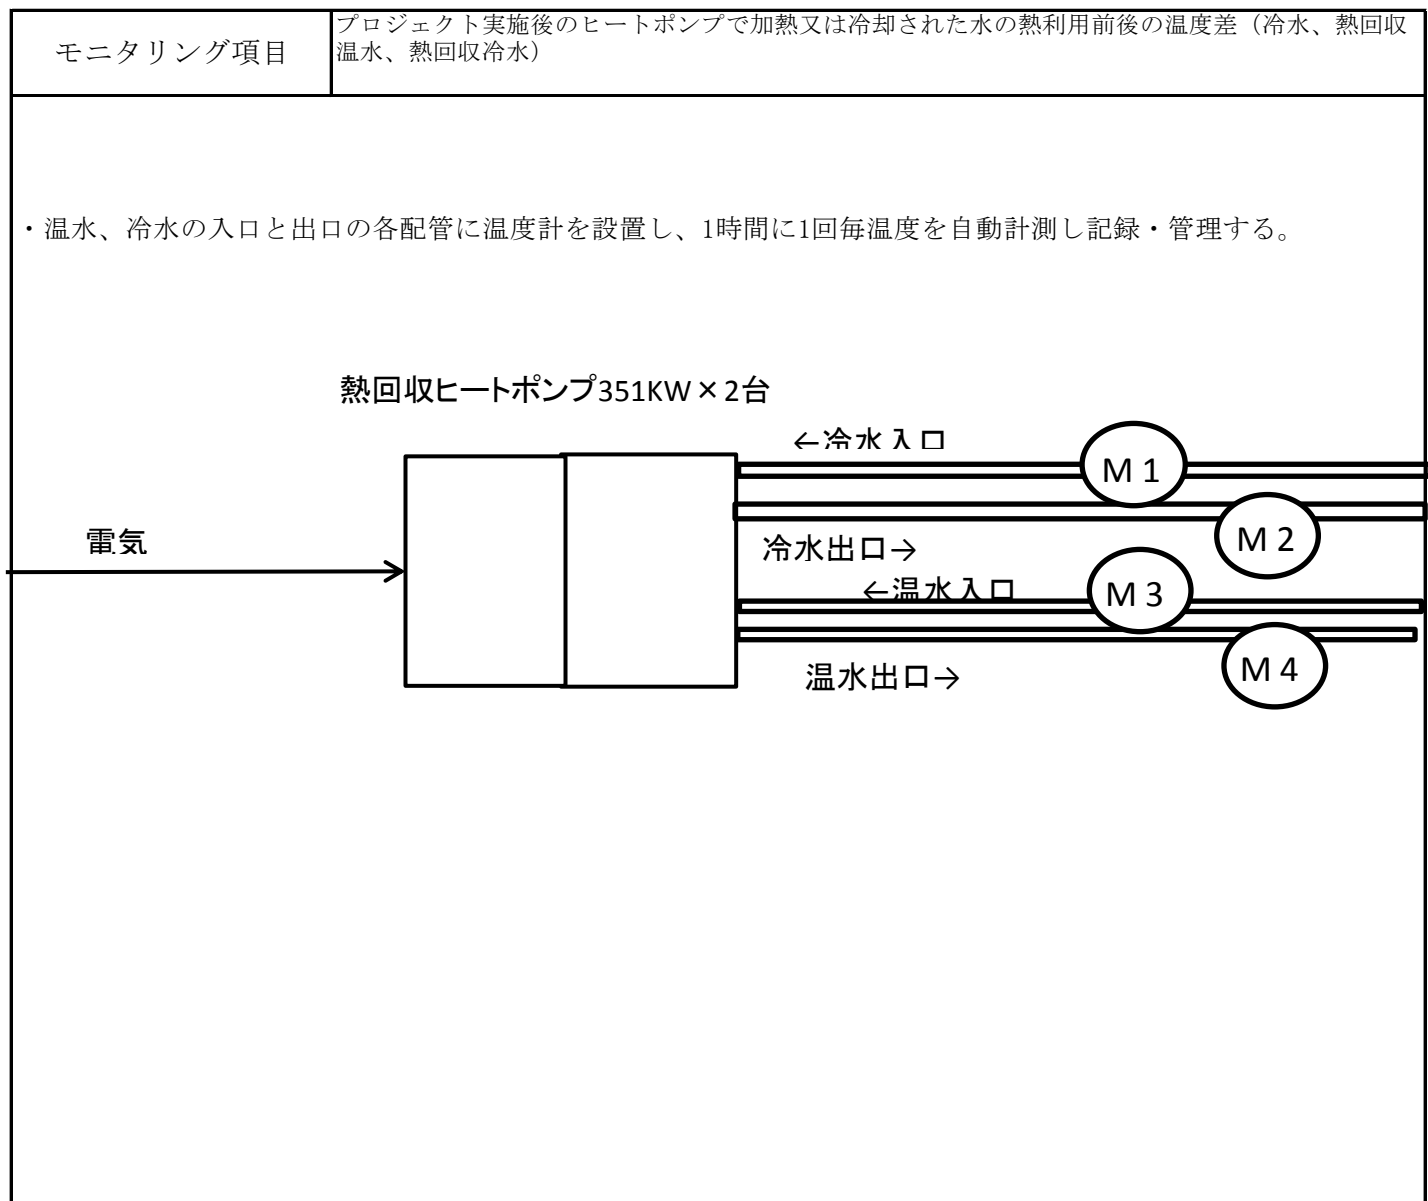 モニタリング項目
プロジェクト実施後のヒートポンプで加熱又は冷却された水の熱利用前後の温度差（冷水、熱回収
温水、熱回収冷水）
・温水、冷水の入口と出口の各配管に温度計を設置し、1時間に1回毎温度を自動計測し記録・管理する。
熱回収ヒートポンプ351KW×2台
←冷水入口
M 1
電気
M 2
冷水出口→
←温水入口
M 3
温水出口→
M 4